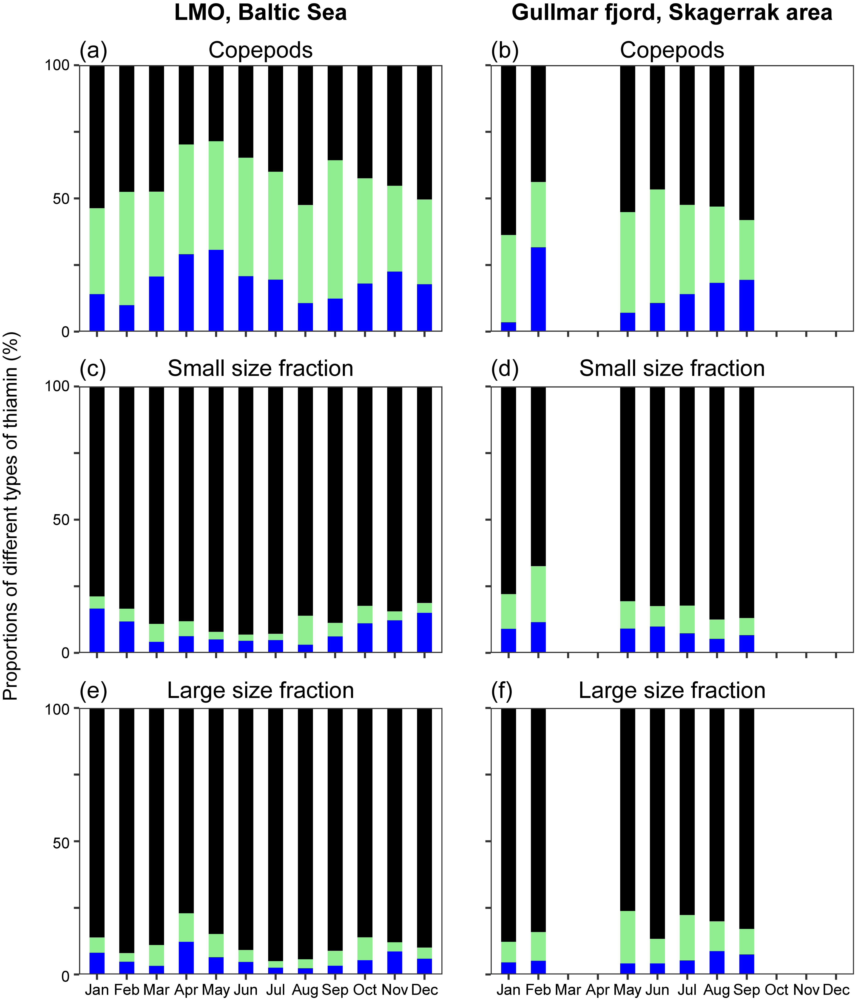 LMO, Baltic Sea
Gullmar fjord, Skagerrak area
(a) Copepods
(b) Copepods
100
50
0
(c) Small size fraction
(d) Small size fraction
100
50
0
Proportions of different types of thiamin (%)
(e) Large size fraction
(f) Large size fraction
100
50
0
Jan Feb Mar Apr May Jun Jul Aug Sep Oct Nov Dec
Jan Feb Mar Apr May Jun Jul Aug Sep Oct Nov Dec